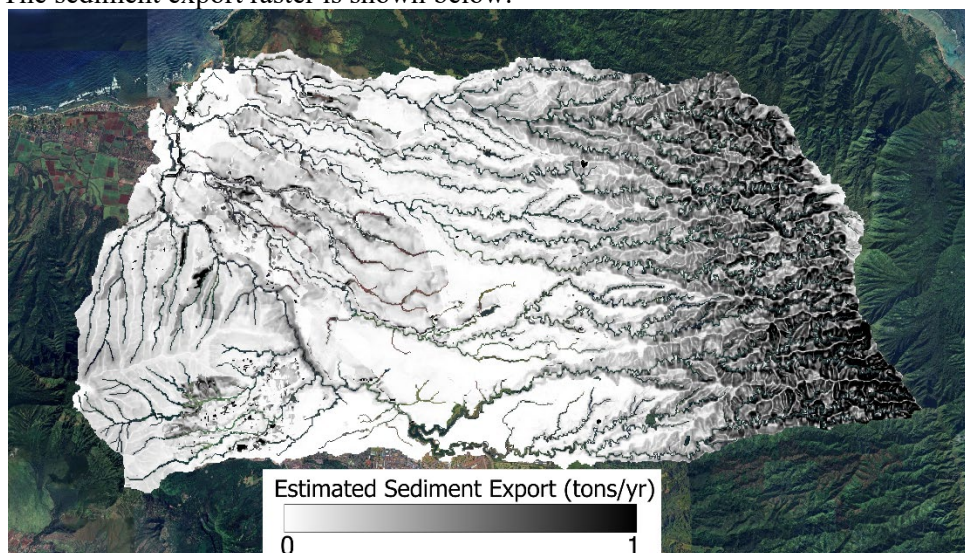 The sediment export raster is shown below:
Estimated Sediment Export (tons/yr)
0 1